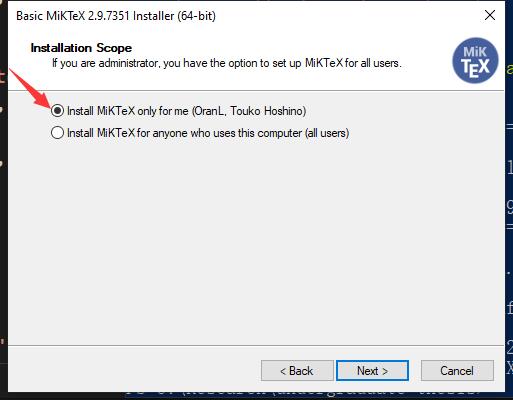 Basic MiKTeX 2.9.7351 Installer (64-bit)
Installation Scope
If you are administrator, you have the option to set up MiKTeX for all users.
MiK
TEX
Install MiKTeX only for me (OranL, Touko Hoshino)
Install MiKTeX for anyone who uses this computer (all users)
< Back
Next >
Cancel